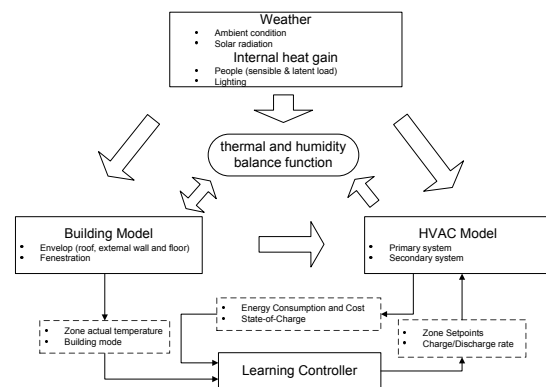 Weather
• Ambient condition
• Solar radiation
Internal heat gain
• People (sensible & latent load)
• Lighting
thermal and humidity
balance function
Building Model
• Envelop (roof, external wall and floor)
• Fenestration
HVAC Model
• Primary system
• Secondary system
• Energy Consumption and Cost
• State-of-Charge
• Zone actual temperature
• Building mode
• Zone Setpoints
• Charge/Discharge rate
Learning Controller